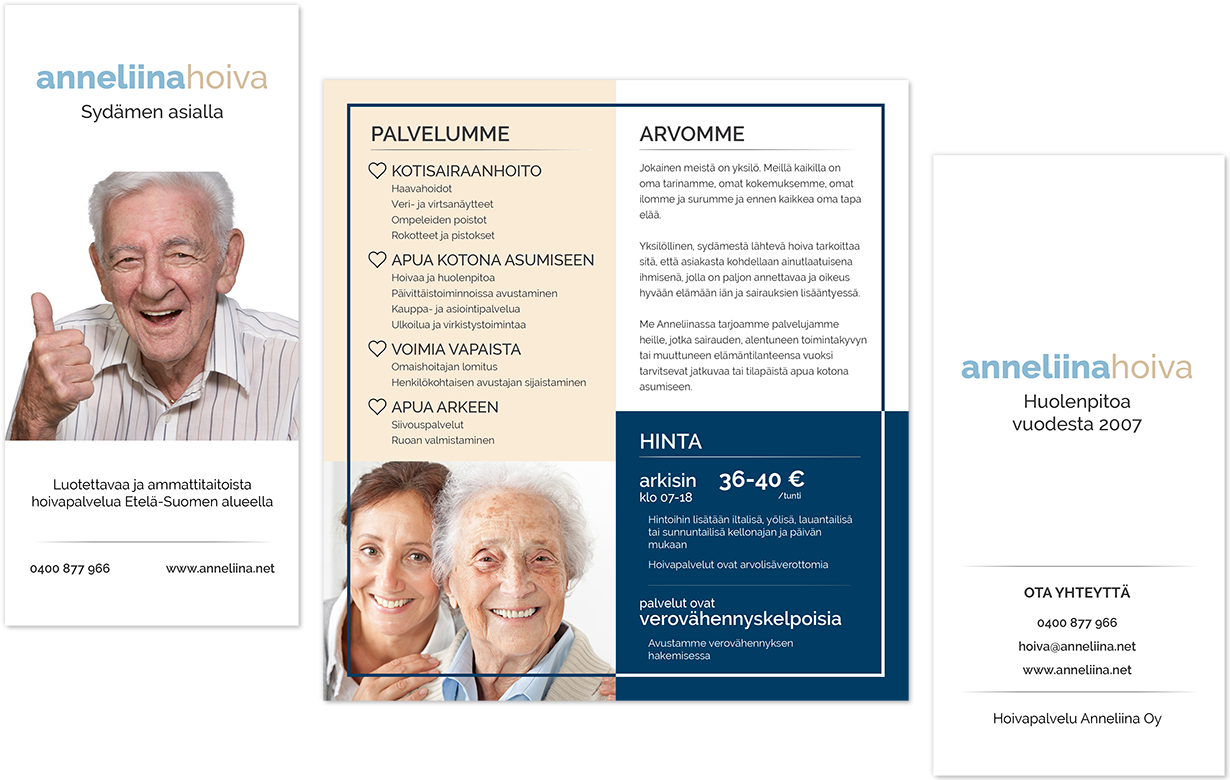 anneliinahoiva
Sydämen asialla
Luotettavaa ja ammattitaitoista
hoivapalvelua Etelä-Suomen alueella
0400 877 966
www.anneliina.net
PALVELUMME
KOTISAIRAANHOITO
Haavahoidot
Veri- ja virtsanäytteet
Ompeleiden poistot
Rokotteet ja pistokset
APUA KOTONA ASUMISEEN
Hoivaa ja huolenpitoa
Päivittäistoiminnoissa avustaminen
Kauppa- ja asiointipalvelua
Ulkoilua ja virkistystoimintaa
VOIMIA VAPAISTA
Omaishoitajan lomitus
Henkilökohtaisen avustajan sijaistaminen
APUA ARKEEN
Siivouspalvelut
Ruoan valmistaminen
ARVOMME
Jokainen meistä on yksilö. Meillä kaikilla on
oma tarinamme, omat kokemuksemme, omat
ilomme ja surumme ja ennen kaikkea oma tapa
elää.
Yksilöllinen, sydämestä lähtevä hoiva tarkoittaa
sitä, että asiakasta kohdellaan ainutlaatuisena
ihmisenä, jolla on paljon annettavaa ja oikeus
hyvään elämään iän ja sairauksien lisääntyessä.
Me Anneliinassa tarjoamme palvelujamme
heille, jotka sairauden, alentuneen toimintakyvyn
tai muuttuneen elämäntilanteensa vuoksi
tarvitsevat jatkuvaa tai tilapäistä apua kotona
asumiseen.
HINTA
arkisin
klo 07-18
36-40 €
/tunti
Hintoihin lisätään iltalisä, yölisä, lauantailisä
tai sunnuntailisä kellonajan ja päivän
mukaan
Hoivapalvelut ovat arvolisäverottomia
palvelut ovat
verovähennyskelpoisia
Avustamme verovähennyksen
hakemisessa
anneliinahoiva
Huolenpitoa
vuodesta 2007
OTA YHTEYTTÄ
0400 877 966
hoiva@anneliina.net
www.anneliina.net
Hoivapalvelu Anneliina Oy